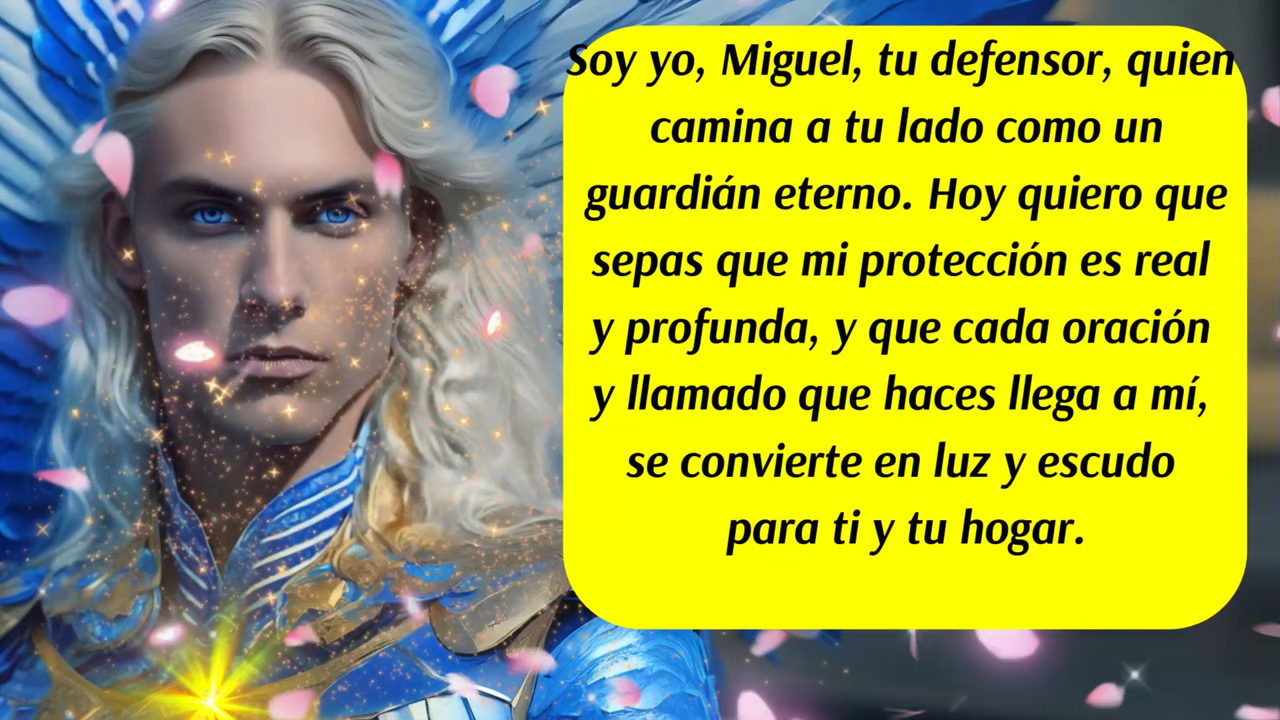 Soy yo, Miguel, tu defensor, quien
camina a tu lado como un
guardián eterno. Hoy quiero que
sepas que mi protección es real
y profunda, y que cada oración
y llamado que haces llega a mí,
se convierte en luz y escudo
para ti y tu hogar.